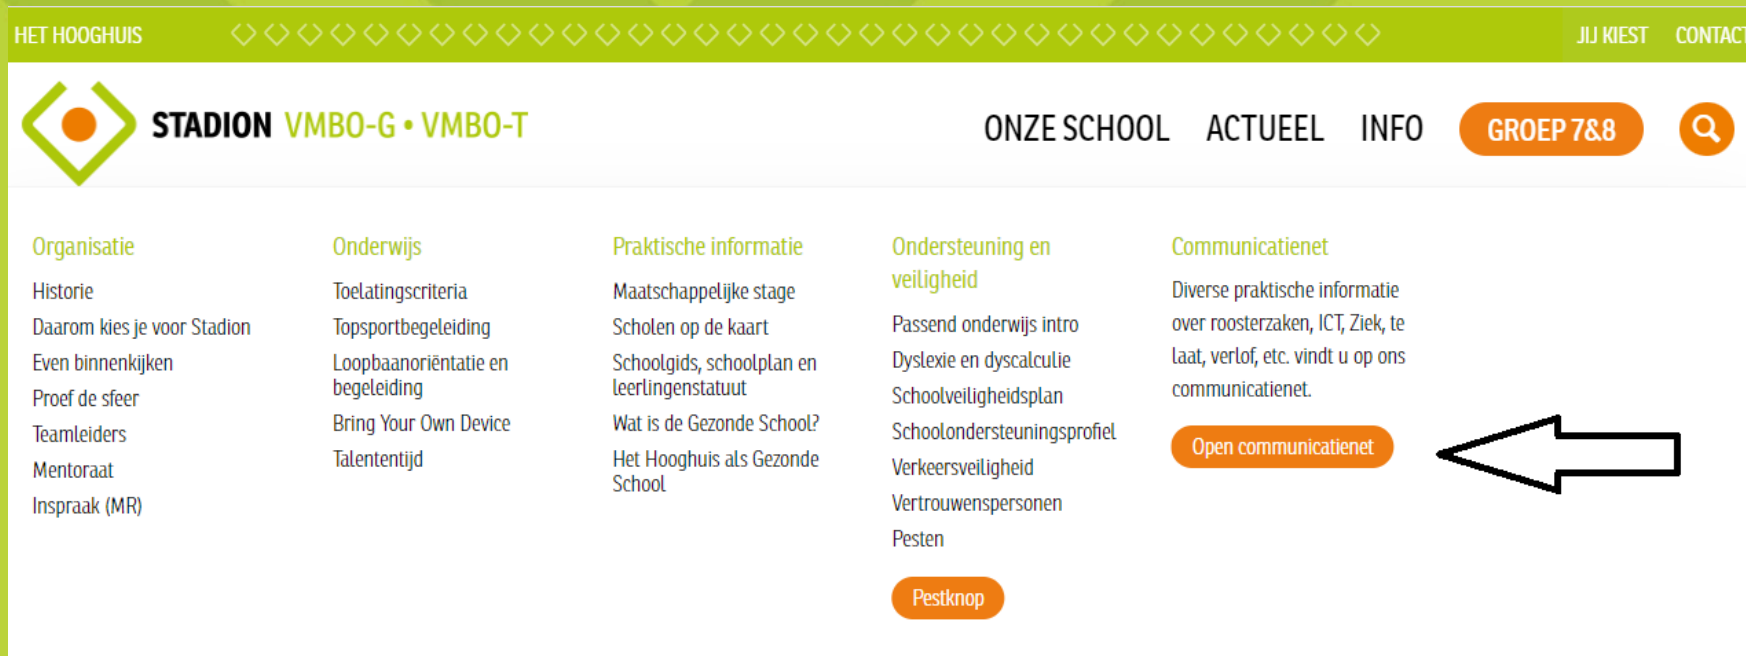 HET HOOGHUIS
JIJ KIEST
CONTACT
STADION VMBO-G • VMBO-T
ONZE SCHOOL
ACTUEEL
INFO
GROEP 7&8
Organisatie
Historie
Daarom kies je voor Stadion
Even binnenkijken
Proef de sfeer
Teamleiders
Mentoraat
Inspraak (MR)
Onderwijs
Toelatingscriteria
Topsportbegeleiding
Loopbaanoriëntatie en
begeleiding
Bring Your Own Device
Talententijd
Praktische informatie
Maatschappelijke stage
Scholen op de kaart
Schoolgids, schoolplan en
leerlingenstatuut
Wat is de Gezonde School?
Het Hooghuis als Gezonde
School
Ondersteuning en
veiligheid
Passend onderwijs intro
Dyslexie en dyscalculie
Schoolveiligheidsplan
Schoolondersteuningsprofiel
Verkeersveiligheid
Vertrouwenspersonen
Pesten
Pestknop
Communicatienet
Diverse praktische informatie
over roosterzaken, ICT, Ziek, te
laat, verlof, etc. vindt u op ons
communicatienet.
Open communicatienet